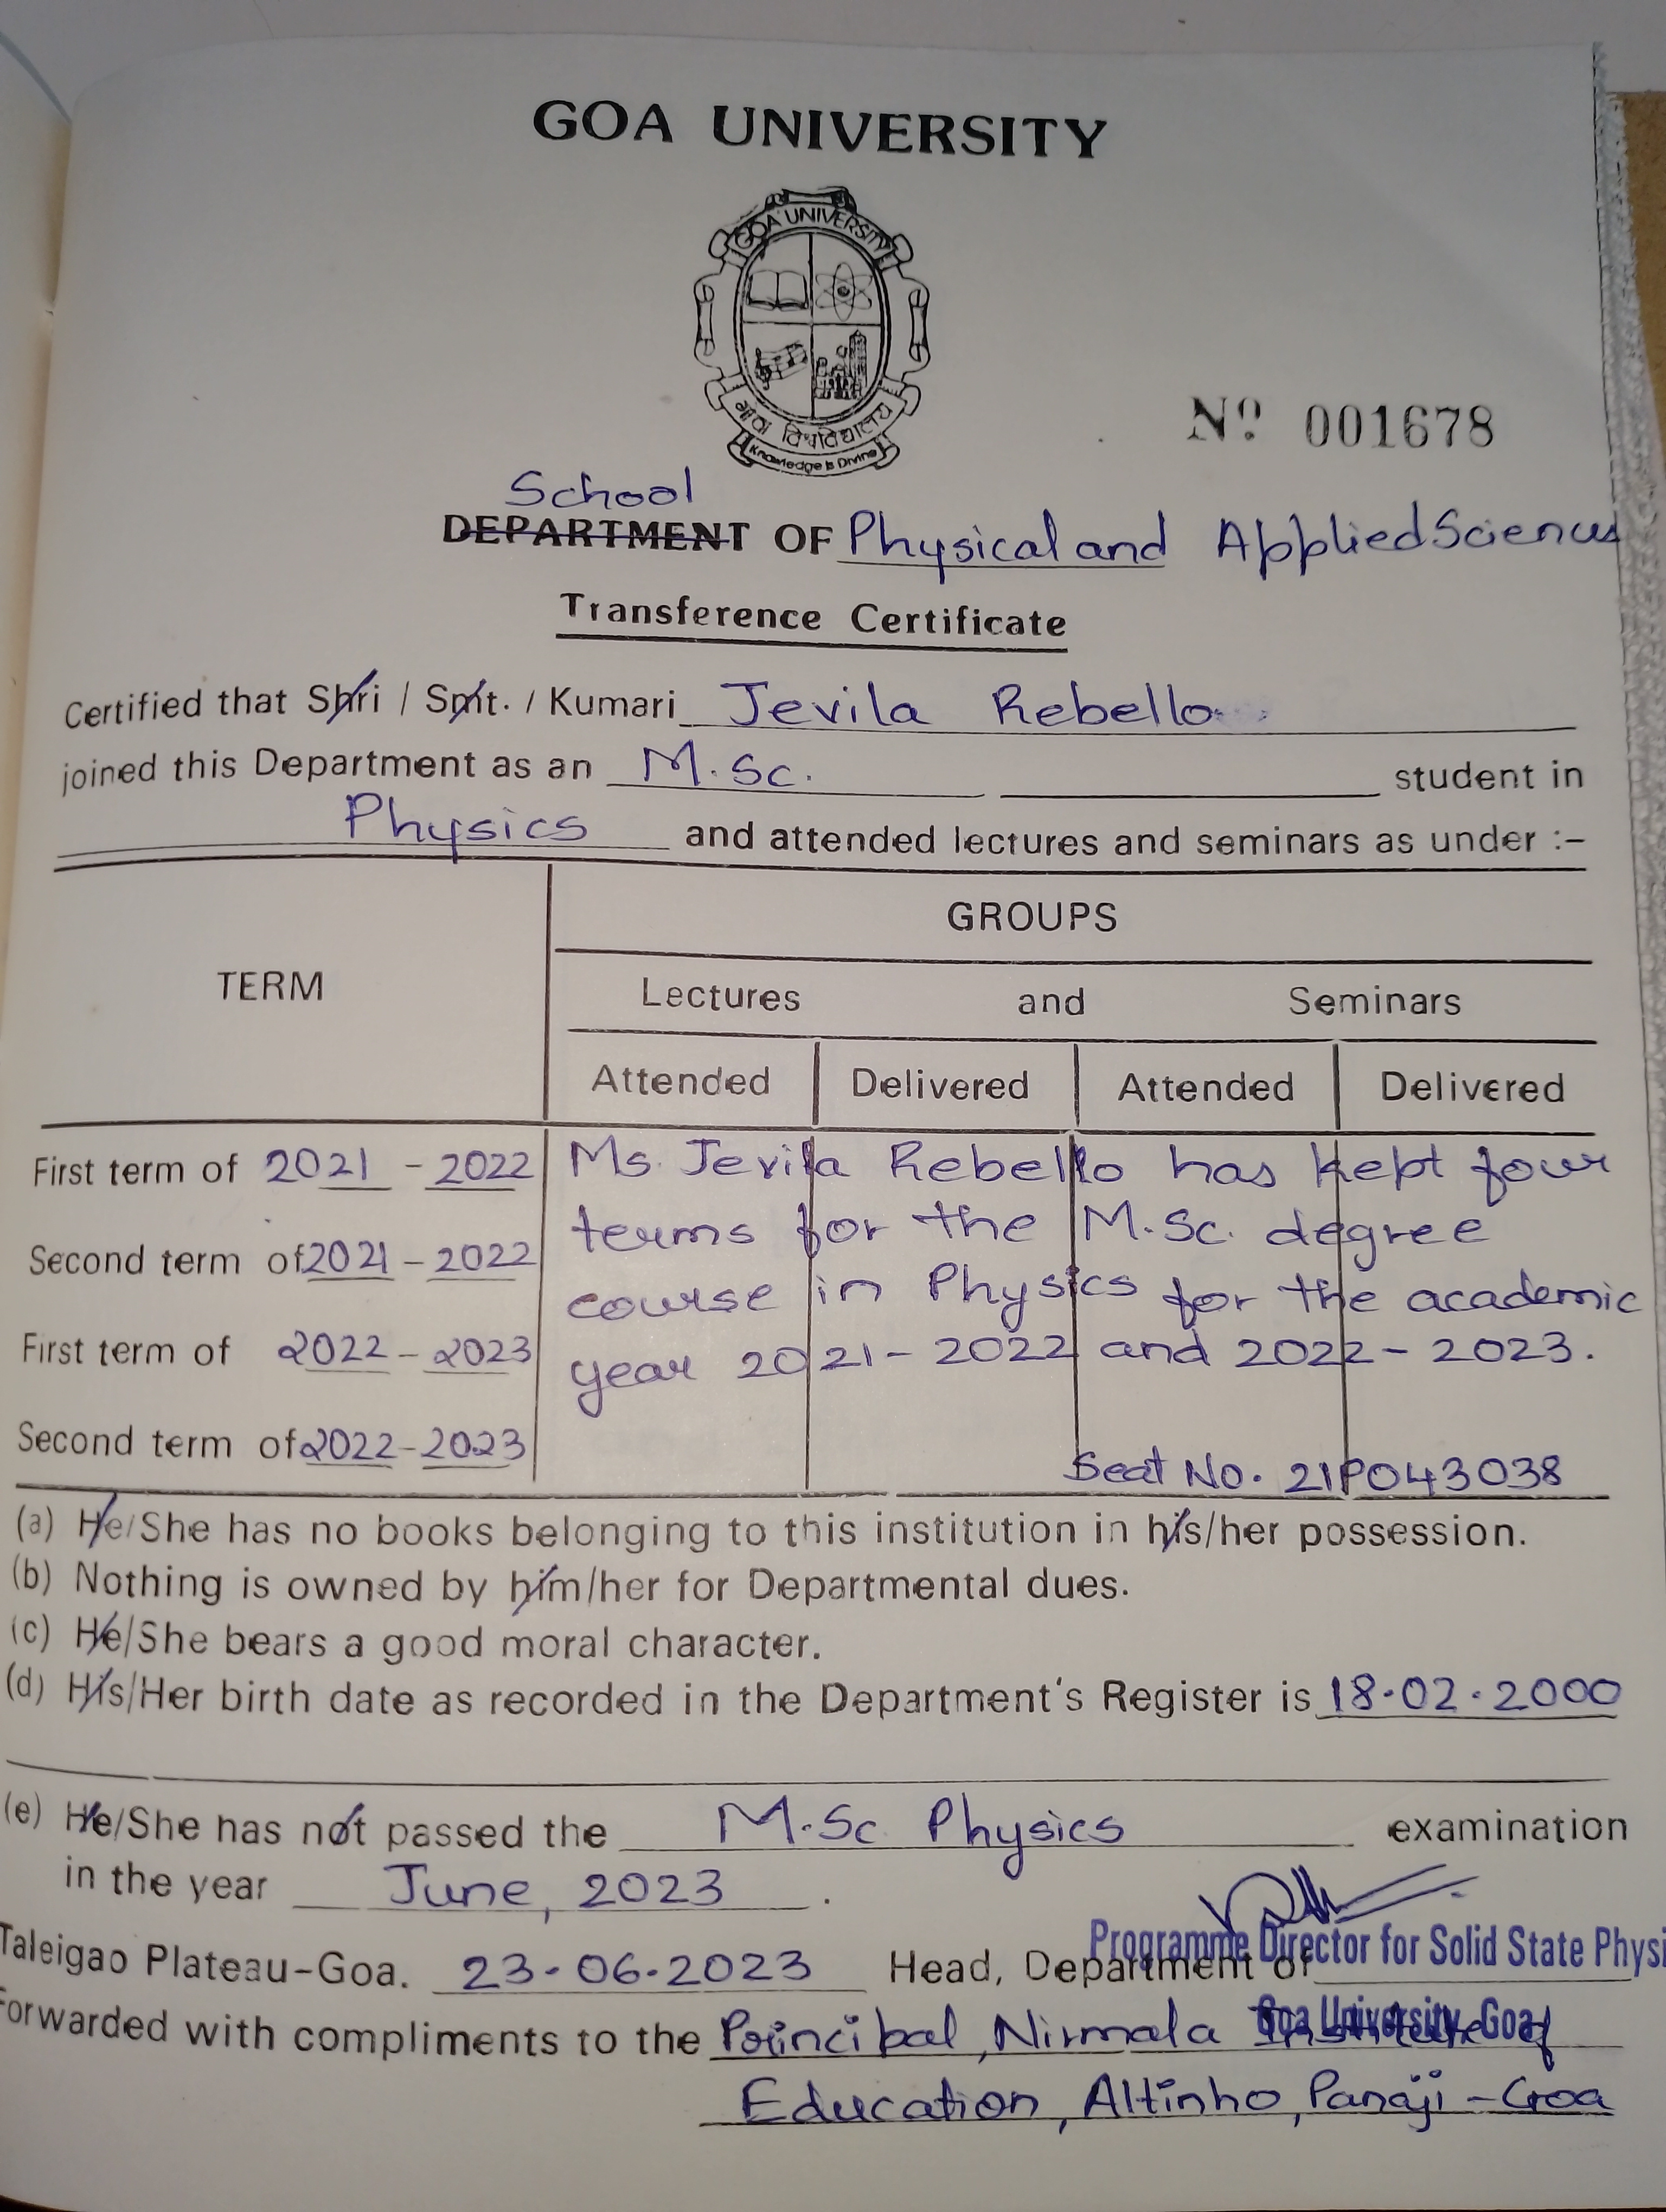 GOA UNIVERSITY
GOA UNIVERSITY
गोंय विश्वविद्यालय
Knowledge is Divine
Nº 001678
School
DEPARTMENT OF Physical and Applied Sciences
Transference Certificate
Certified that Shri / Smt. / Kumari Jevila Rebello
joined this Department as an M.Sc. student in
Physics and attended lectures and seminars as under :-
GROUPS
TERM
Lectures and Seminars
Attended Delivered Attended Delivered
First term of 2021 - 2022 Ms. Jevila Rebello has kept four
Second term of 2021 - 2022 terms for the M.Sc. degree
course in Physics for the academic
First term of 2022 - 2023 year 2021 - 2022 and 2022 - 2023.
Second term of 2022 - 2023
Seat No. 21P043038
(a) He/She has no books belonging to this institution in his/her possession.
(b) Nothing is owned by him/her for Departmental dues.
(c) He/She bears a good moral character.
(d) His/Her birth date as recorded in the Department's Register is 18.02.2000
(e) He/She has not passed the M.Sc Physics examination
in the year June, 2023 .
Programme Director for Solid State Physi
Taleigao Plateau-Goa. 23-06-2023 Head, Department of
Goa University, Goa
Forwarded with compliments to the Principal, Nirmala Institute of
Education, Altinho, Panaji - Goa